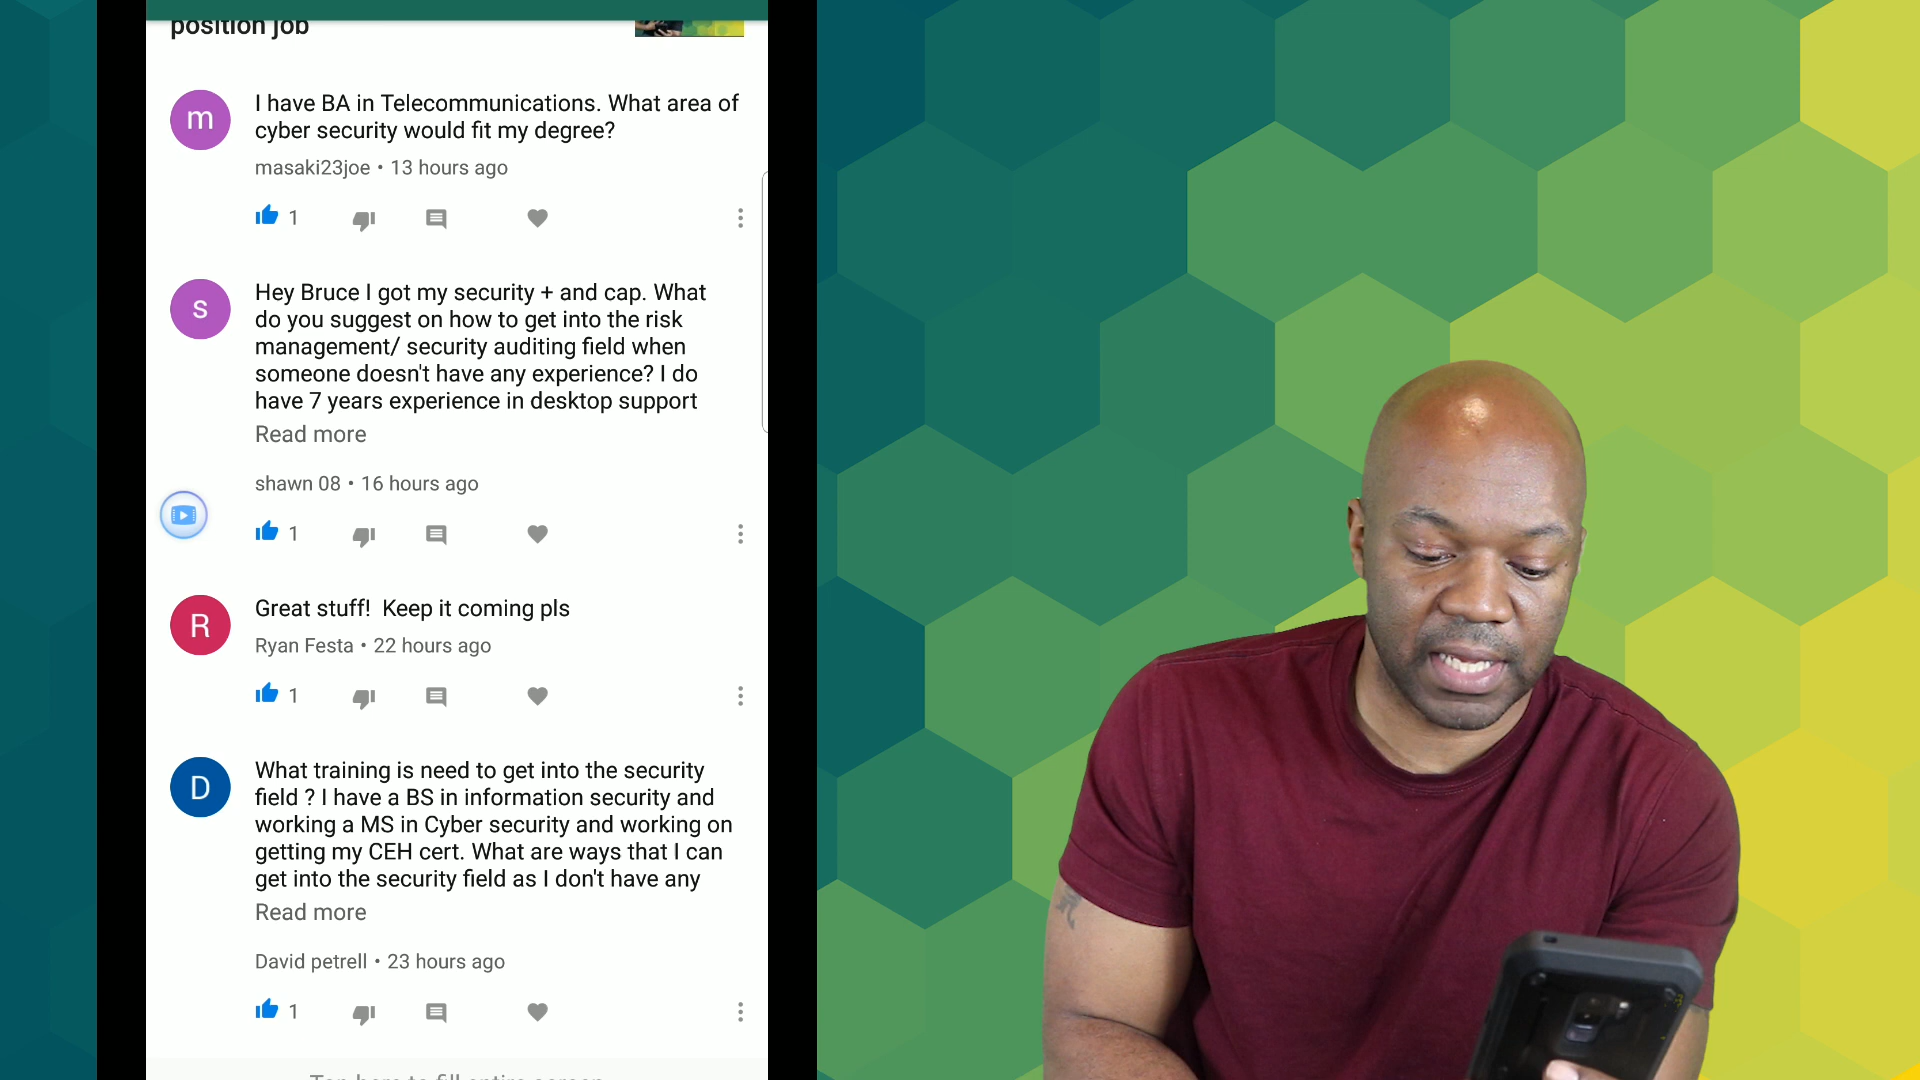 position job
m
I have BA in Telecommunications. What area of
cyber security would fit my degree?
masaki23joe • 13 hours ago
1
s
Hey Bruce I got my security + and cap. What
do you suggest on how to get into the risk
management/ security auditing field when
someone doesn't have any experience? I do
have 7 years experience in desktop support
Read more
shawn 08 • 16 hours ago
1
R
Great stuff!  Keep it coming pls
Ryan Festa • 22 hours ago
1
D
What training is need to get into the security
field ? I have a BS in information security and
working a MS in Cyber security and working on
getting my CEH cert. What are ways that I can
get into the security field as I don't have any
Read more
David petrell • 23 hours ago
1
Tap here to fill entire screen